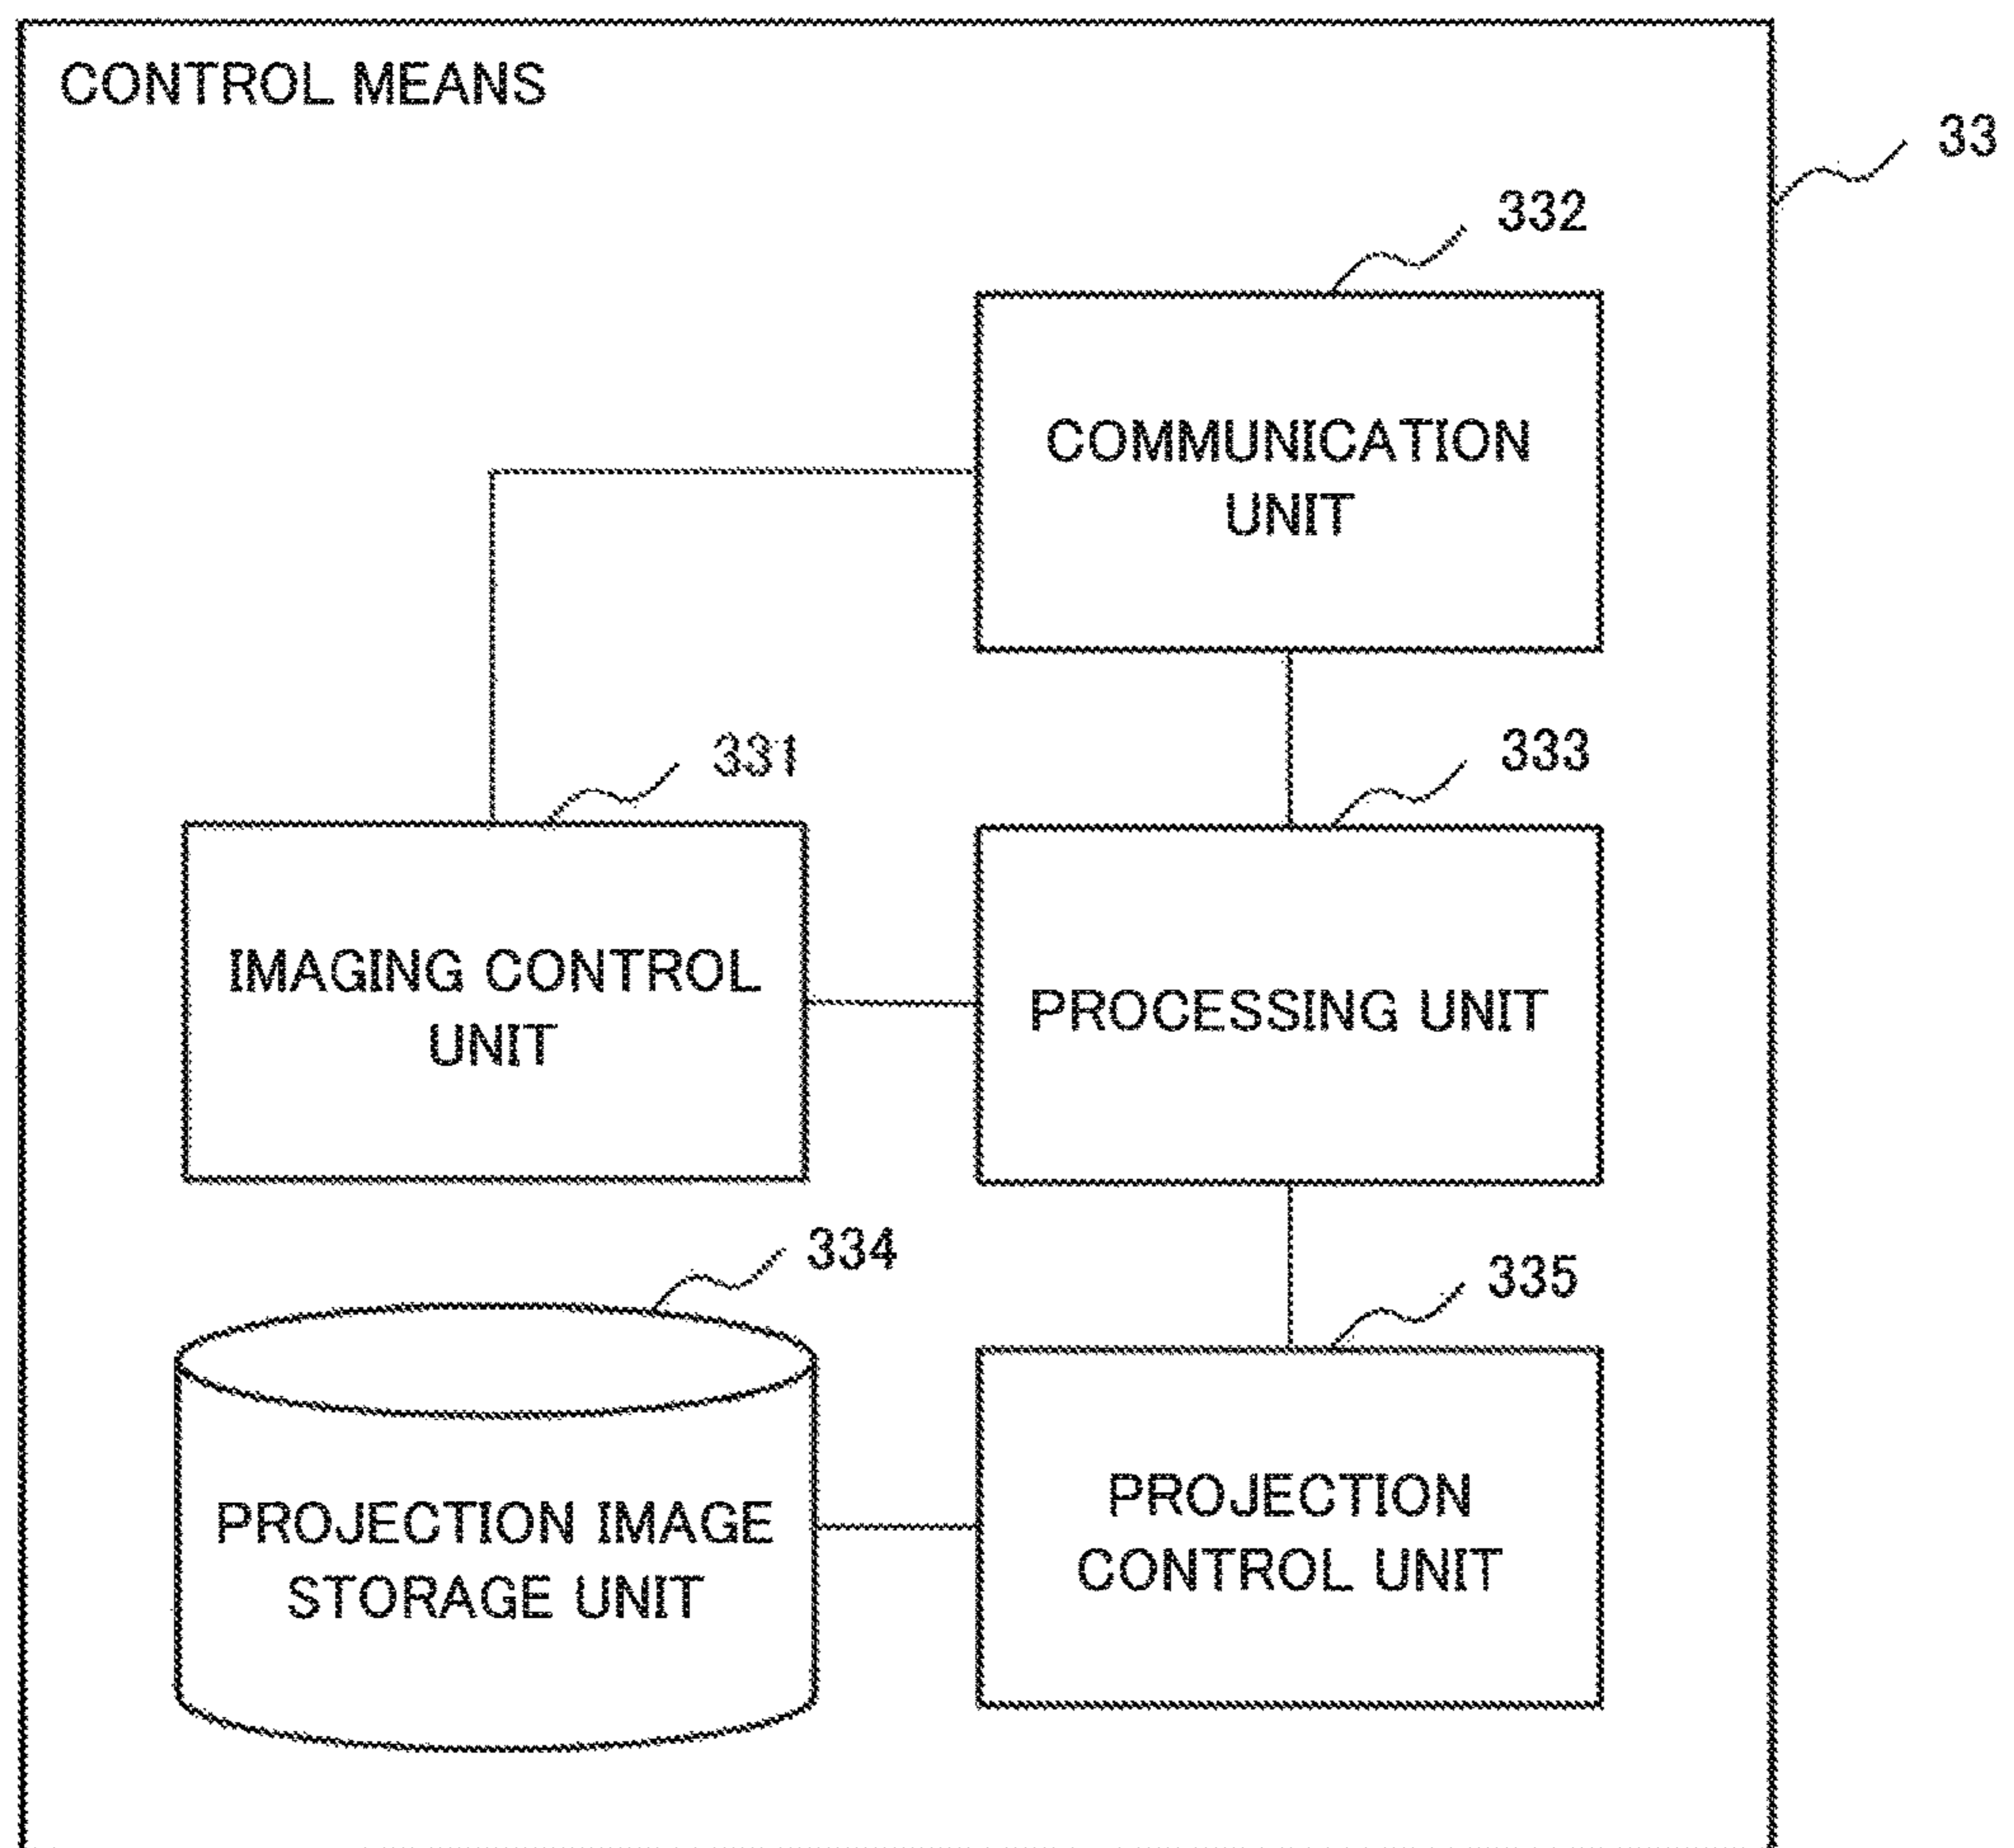 CONTROL MEANS
33
332
COMMUNICATION
UNIT
331
333
IMAGING CONTROL
UNIT
PROCESSING UNIT
334
335
PROJECTION IMAGE
STORAGE UNIT
PROJECTION
CONTROL UNIT